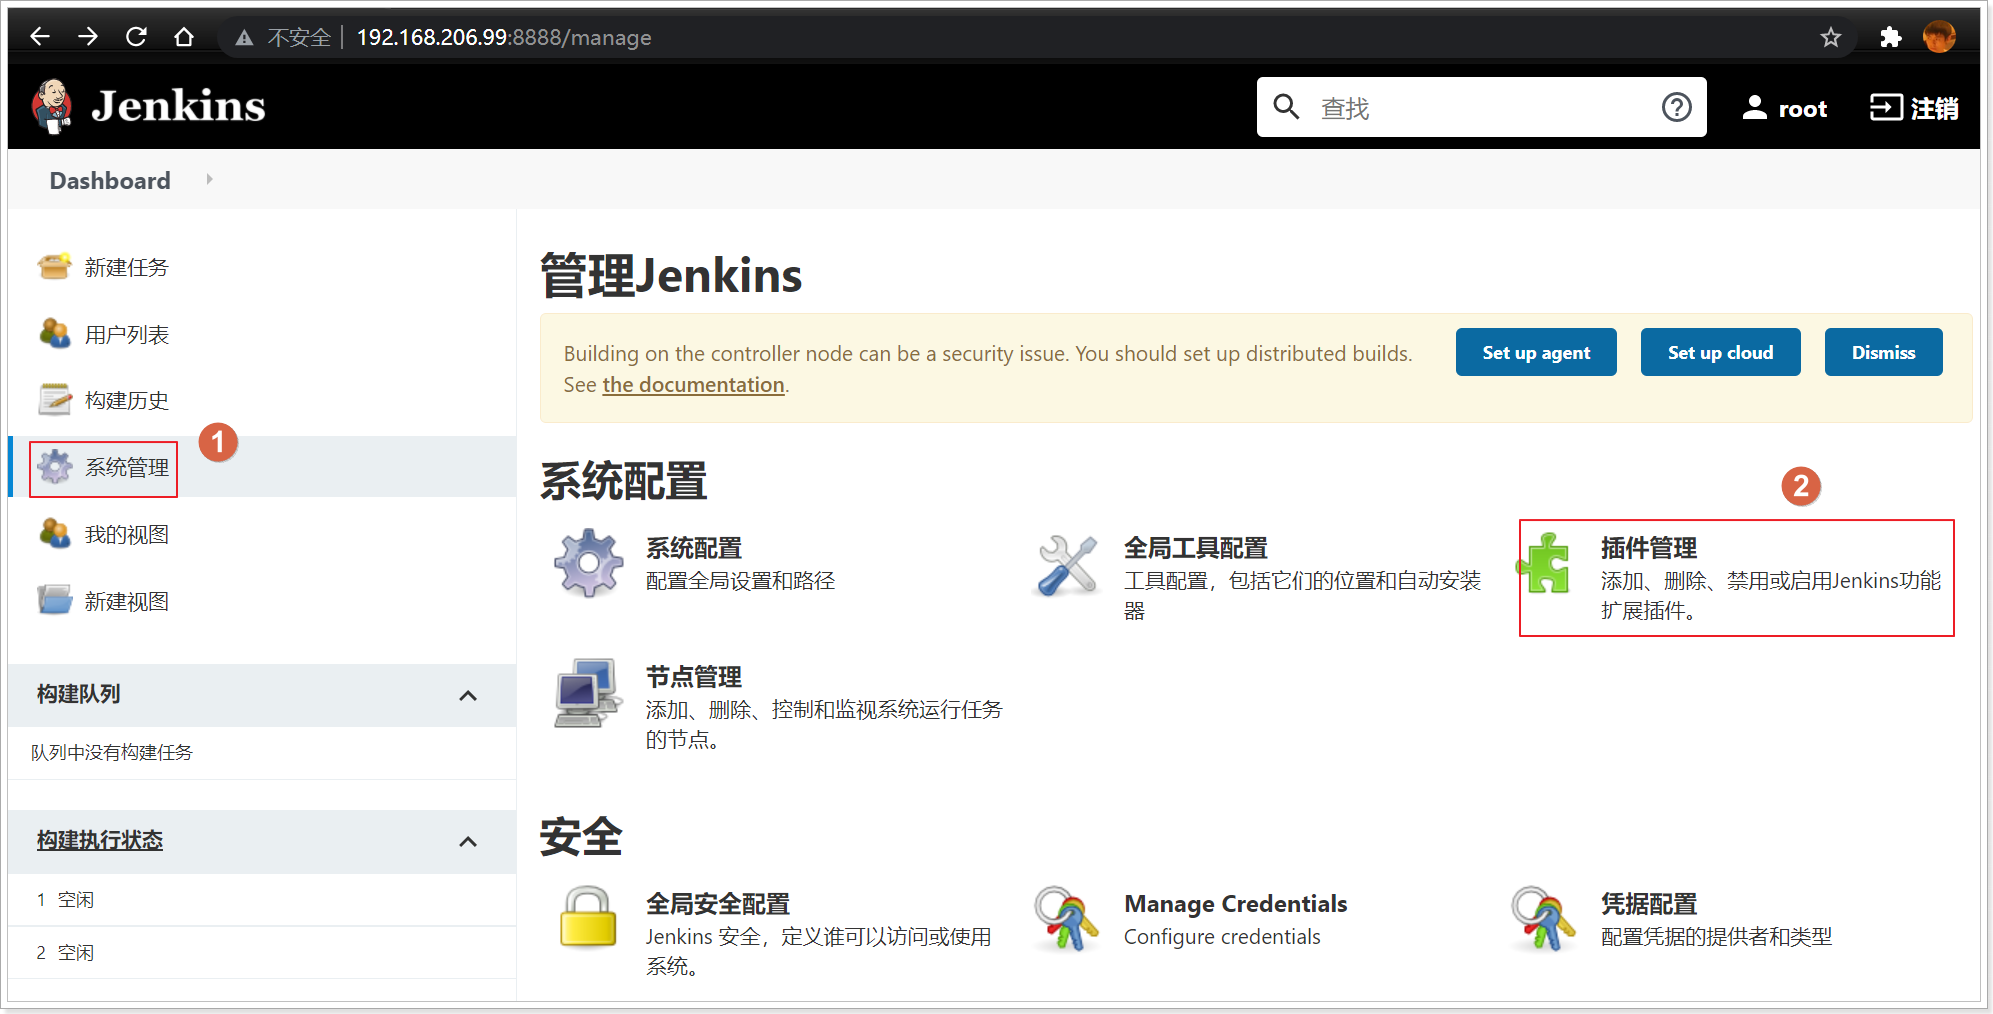 不安全 | 192.168.206.99:8888/manage
Jenkins
查找
root
注销
Dashboard
新建任务
用户列表
构建历史
系统管理
1
我的视图
新建视图
构建队列
队列中没有构建任务
构建执行状态
1 空闲
2 空闲
管理Jenkins
Building on the controller node can be a security issue. You should set up distributed builds.
See the documentation.
Set up agent
Set up cloud
Dismiss
系统配置
系统配置
配置全局设置和路径
全局工具配置
工具配置，包括它们的位置和自动安装
器
2
插件管理
添加、删除、禁用或启用Jenkins功能
扩展插件。
节点管理
添加、删除、控制和监视系统运行任务
的节点。
安全
全局安全配置
Jenkins 安全，定义谁可以访问或使用
系统。
Manage Credentials
Configure credentials
凭据配置
配置凭据的提供者和类型